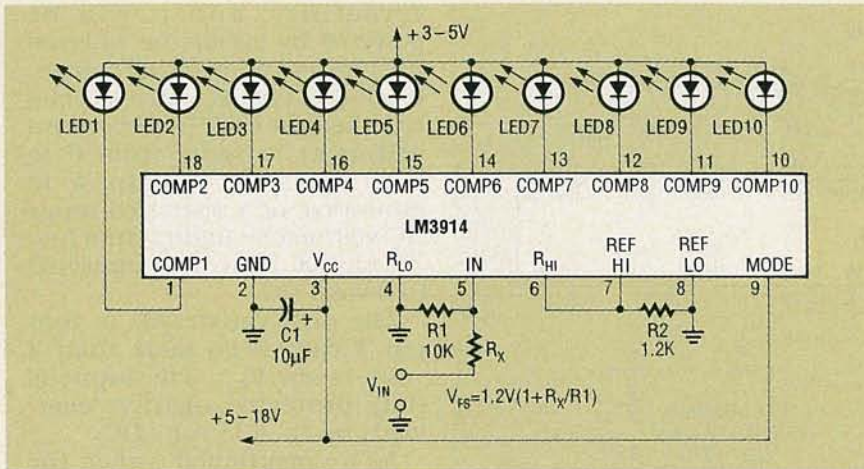 +3–5V
LED1 LED2 LED3 LED4 LED5 LED6 LED7 LED8 LED9 LED10
18 17 16 15 14 13 12 11 10
COMP2 COMP3 COMP4 COMP5 COMP6 COMP7 COMP8 COMP9 COMP10
LM3914
COMP1 GND VCC RLO IN RHI REF HI REF LO MODE
1 2 3 4 5 6 7 8 9
C1
10µF
R1
10K
RX
R2
1.2K
VIN
VFS=1.2V(1+RX/R1)
+5–18V